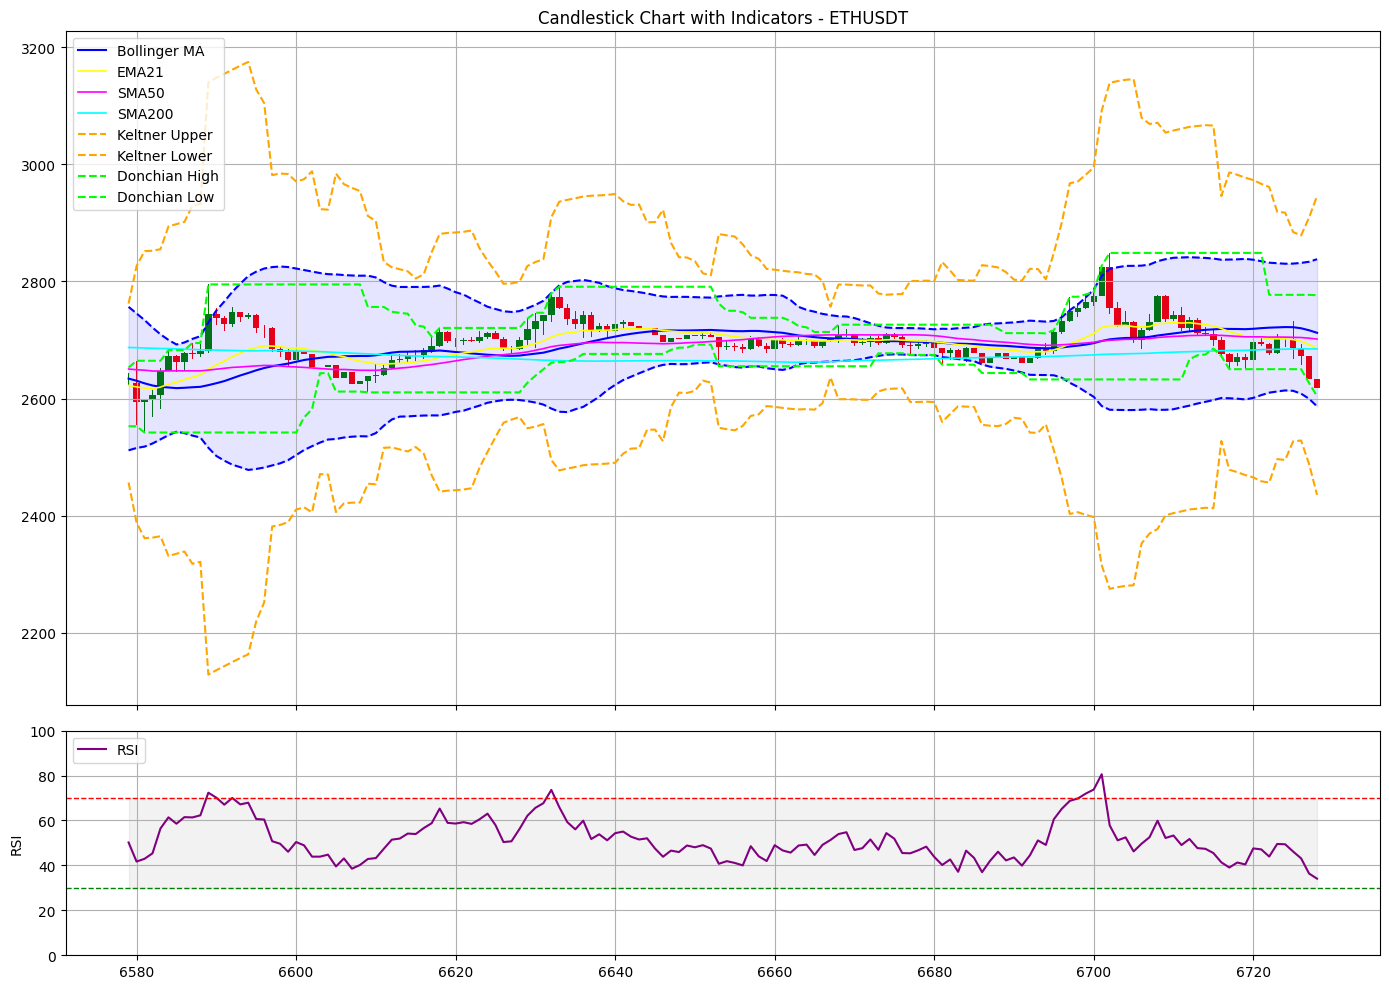 Candlestick Chart with Indicators - ETHUSDT
3200
3000
2800
2600
2400
2200
Bollinger MA
EMA21
SMA50
SMA200
Keltner Upper
Keltner Lower
Donchian High
Donchian Low
100
80
60
40
20
0
RSI
RSI
6580 6600 6620 6640 6660 6680 6700 6720